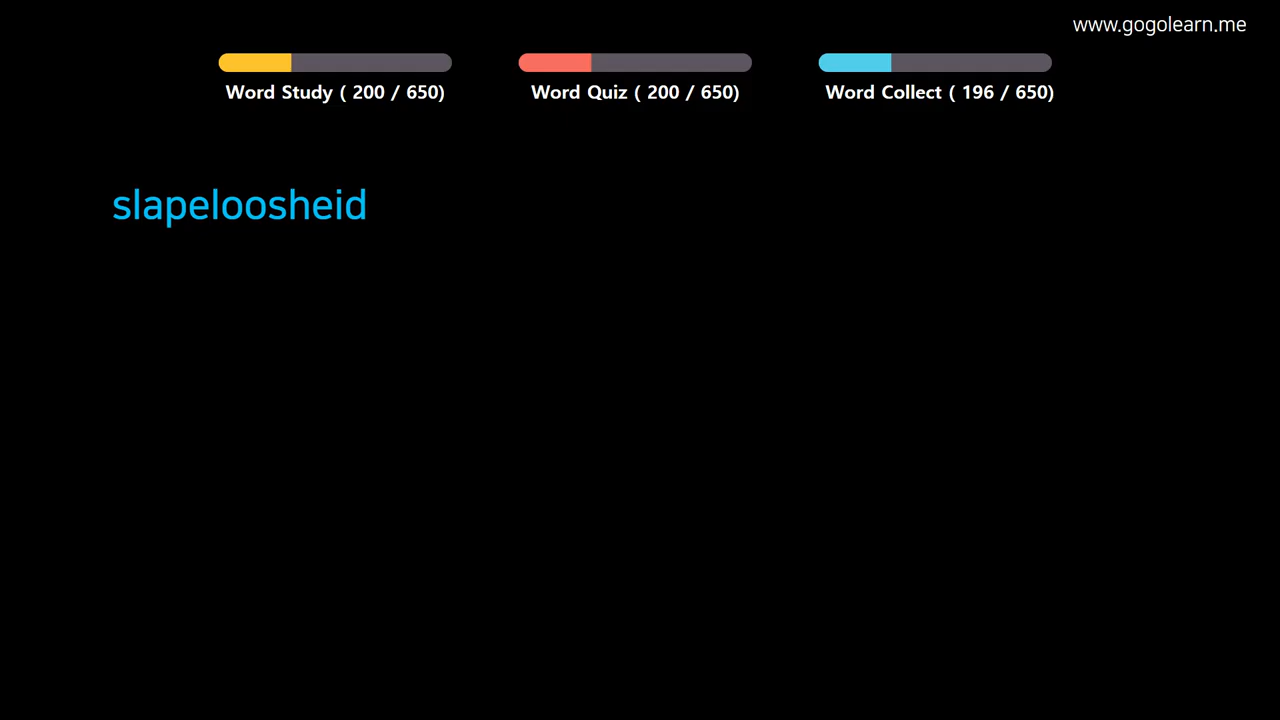 www.gogolearn.me
Word Study ( 200 / 650)
Word Quiz ( 200 / 650)
Word Collect ( 196 / 650)
slapeloosheid